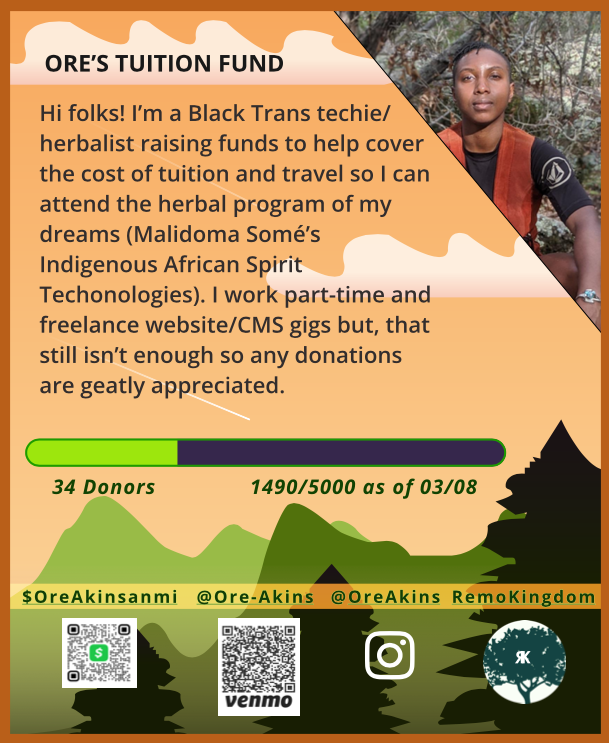 ORE’S TUITION FUND
Hi folks! I’m a Black Trans techie/
herbalist raising funds to help cover
the cost of tuition and travel so I can
attend the herbal program of my
dreams (Malidoma Somé’s
Indigenous African Spirit
Techonologies). I work part-time and
freelance website/CMS gigs but, that
still isn’t enough so any donations
are geatly appreciated.
34 Donors 1490/5000 as of 03/08
$OreAkinsanmi @Ore-Akins @OreAkins RemoKingdom
$ RK
venmo